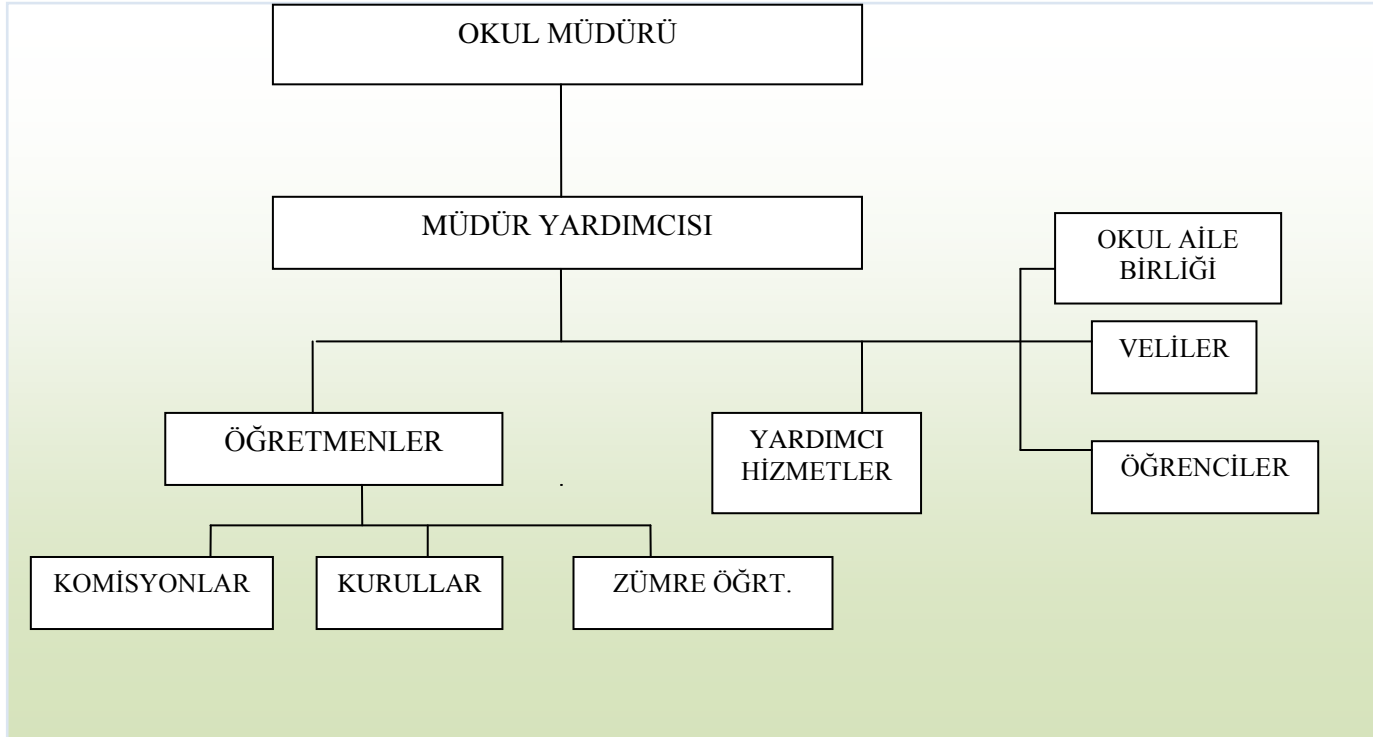 OKUL MÜDÜRÜ
MÜDÜR YARDIMCISI
OKUL AİLE
BİRLİĞİ
VELİLER
ÖĞRETMENLER
YARDIMCI
HİZMETLER
ÖĞRENCİLER
.
KOMİSYONLAR
KURULLAR
ZÜMRE ÖĞRT.